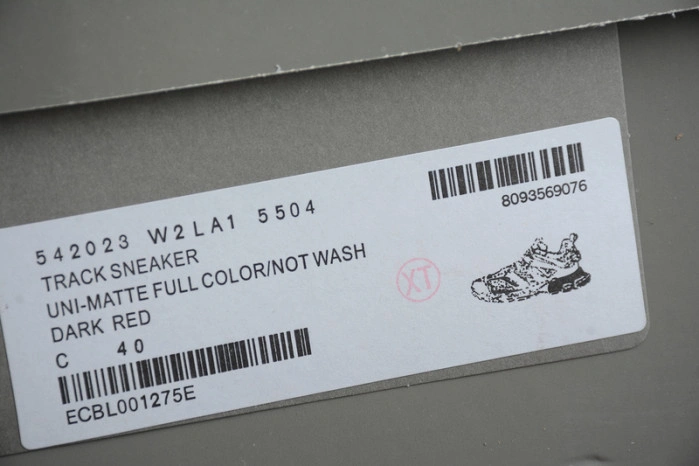 542023 W2LA1 5504
TRACK SNEAKER
UNI-MATTE FULL COLOR/NOT WASH
DARK RED
C 40
ECBL001275E
8093569076
XT